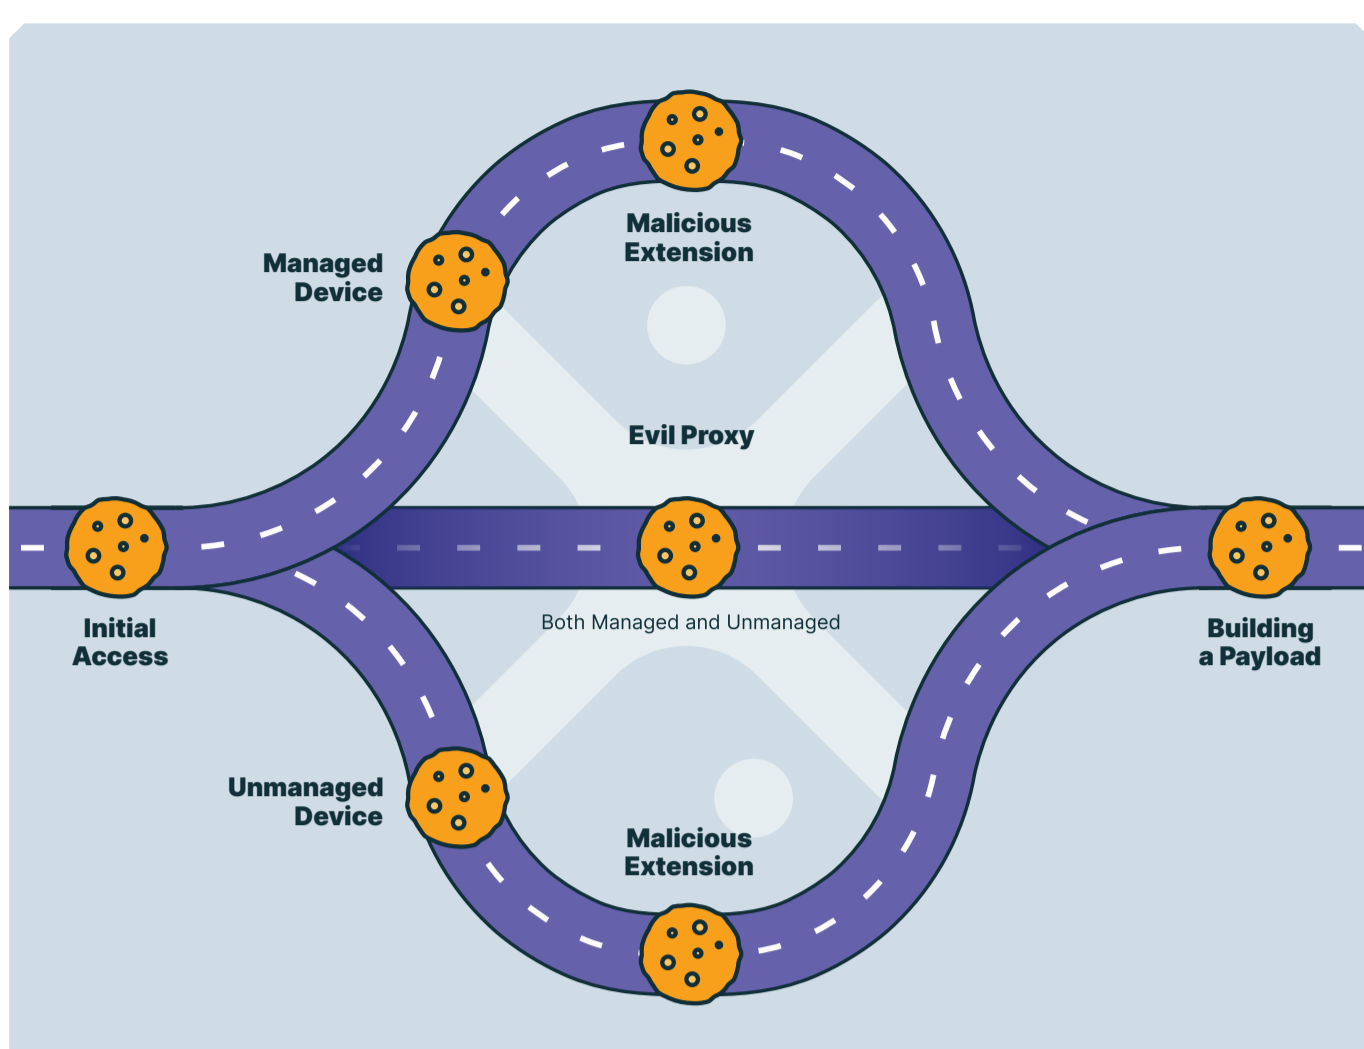 Malicious
Extension
Managed
Device
Evil Proxy
Initial
Access
Both Managed and Unmanaged
Building
a Payload
Unmanaged
Device
Malicious
Extension